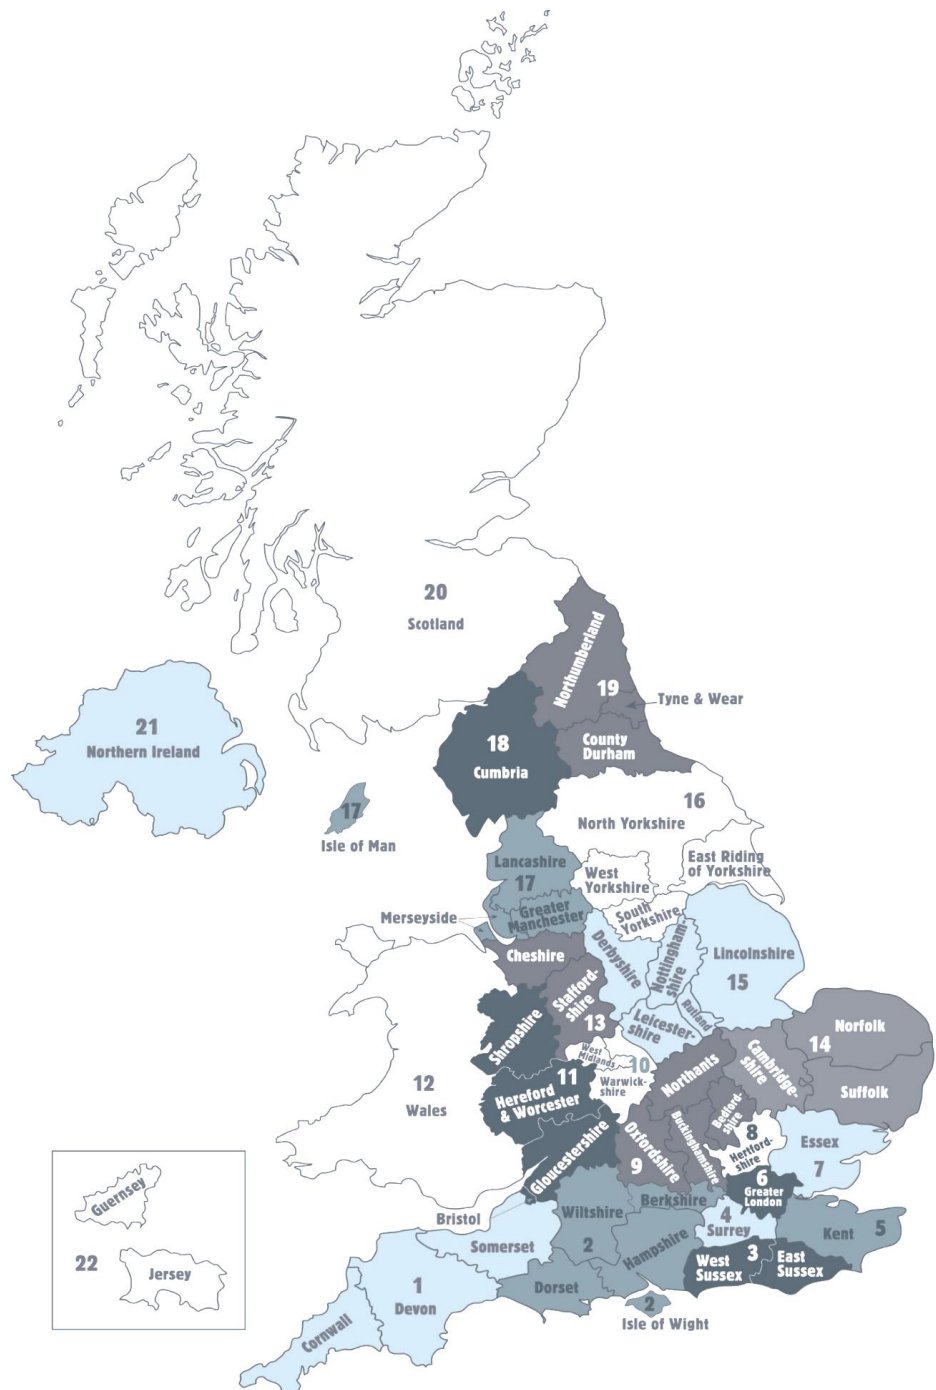 20
Scotland
Northumberland
19
Tyne & Wear
21
Northern Ireland
18
Cumbria
County
Durham
17
Isle of Man
16
North Yorkshire
Lancashire
17
West
Yorkshire
East Riding
of Yorkshire
Merseyside
Greater
Manchester
South
Yorkshire
Cheshire
Derbyshire
Nottingham-
shire
Lincolnshire
15
Stafford-
shire
13
Leicester-
shire
Rutland
Shropshire
West
Midlands
10
Warwick-
shire
14
Norfolk
Suffolk
Cambridge-
shire
Northants
12
Wales
11
Hereford
& Worcester
Bedford-
shire
Buckinghamshire
Oxfordshire
9
8
Hertford-
shire
Essex
7
Gloucestershire
6
Greater
London
Guernsey
22
Jersey
Bristol
Wiltshire
2
Berkshire
4
Surrey
Kent
5
Somerset
Hampshire
West
Sussex
3
East
Sussex
1
Devon
Dorset
2
Isle of Wight
Cornwall